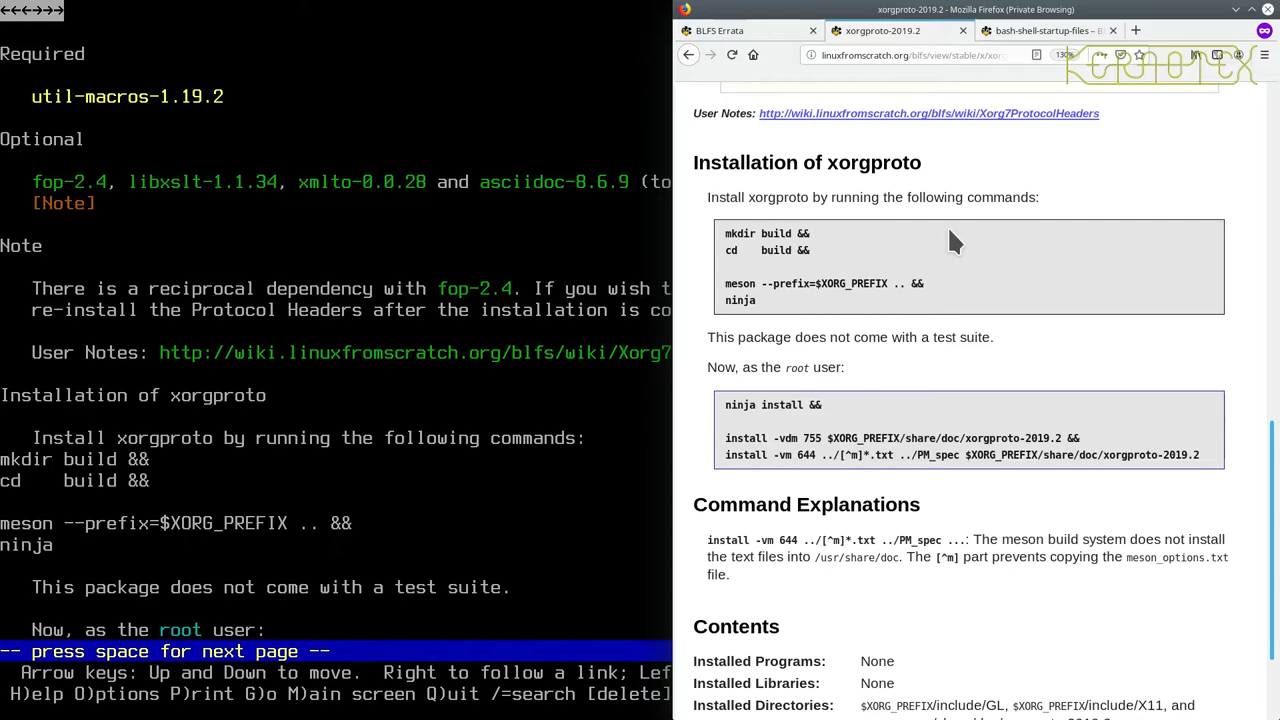 ←←←→→→
Required
util-macros-1.19.2
Optional
fop-2.4, libxslt-1.1.34, xmlto-0.0.28 and asciidoc-8.6.9 (to
[Note]
Note
There is a reciprocal dependency with fop-2.4. If you wish t
re-install the Protocol Headers after the installation is co
User Notes: http://wiki.linuxfromscratch.org/blfs/wiki/Xorg7
Installation of xorgproto
Install xorgproto by running the following commands:
mkdir build &&
cd    build &&
meson --prefix=$XORG_PREFIX .. &&
ninja
This package does not come with a test suite.
Now, as the root user:
-- press space for next page --
Arrow keys: Up and Down to move.  Right to follow a link; Lef
H)elp O)ptions P)rint G)o M)ain screen Q)uit /=search [delete]
xorgproto-2019.2 - Mozilla Firefox (Private Browsing)
BLFS Errata
xorgproto-2019.2
bash-shell-startup-files – BL
linuxfromscratch.org/blfs/view/stable/x/xorg
130%
KERNOTEX
User Notes: http://wiki.linuxfromscratch.org/blfs/wiki/Xorg7ProtocolHeaders
Installation of xorgproto
Install xorgproto by running the following commands:
mkdir build &&
cd    build &&
meson --prefix=$XORG_PREFIX .. &&
ninja
This package does not come with a test suite.
Now, as the root user:
ninja install &&
install -vdm 755 $XORG_PREFIX/share/doc/xorgproto-2019.2 &&
install -vm 644 ../[^m]*.txt ../PM_spec $XORG_PREFIX/share/doc/xorgproto-2019.2
Command Explanations
install -vm 644 ../[^m]*.txt ../PM_spec ...: The meson build system does not install
the text files into /usr/share/doc. The [^m] part prevents copying the meson_options.txt
file.
Contents
Installed Programs: None
Installed Libraries: None
Installed Directories: $XORG_PREFIX/include/GL, $XORG_PREFIX/include/X11, and